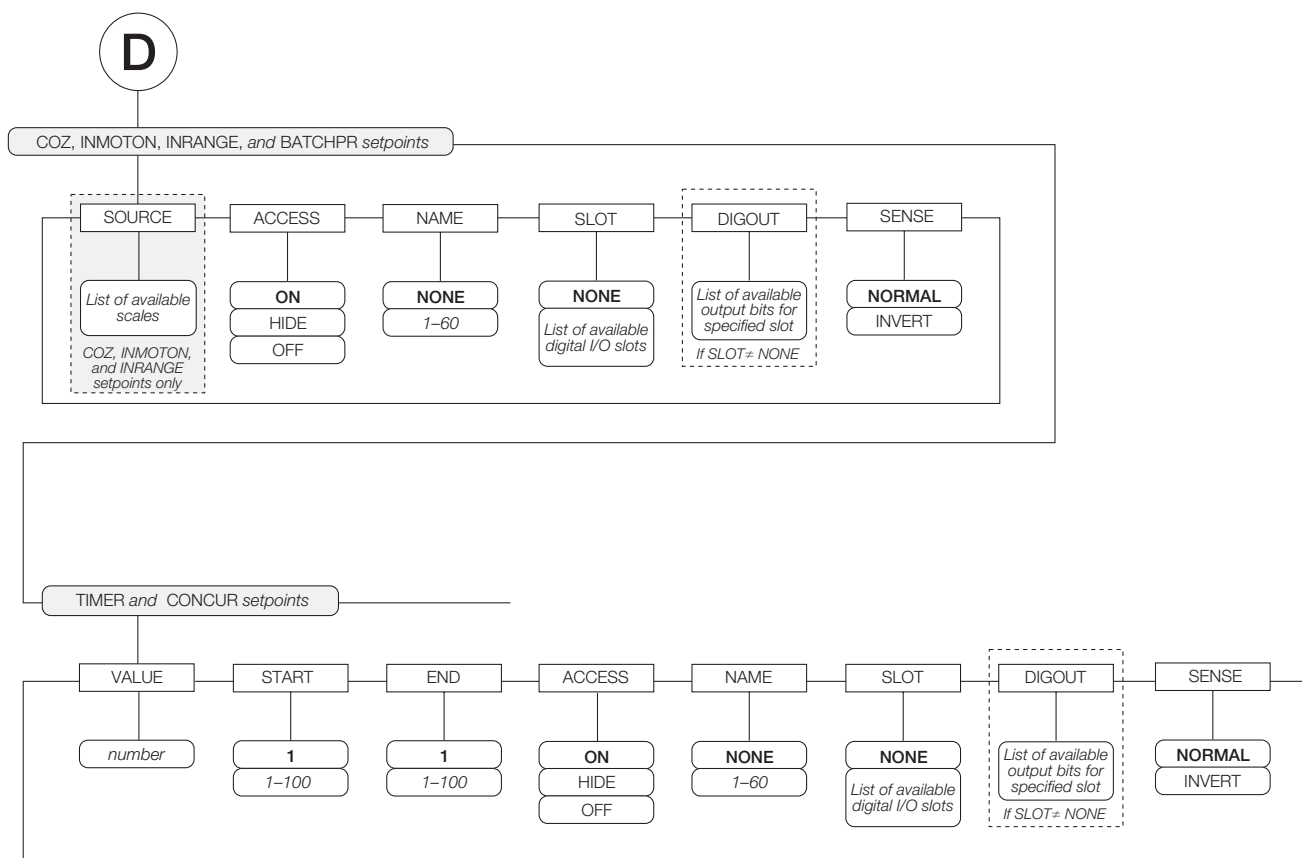 D
COZ, INMOTON, INRANGE, and BATCHPR setpoints
SOURCE
ACCESS
NAME
SLOT
DIGOUT
SENSE
List of available
scales
COZ, INMOTON,
and INRANGE
setpoints only
ON
HIDE
OFF
NONE
1–60
NONE
List of available
digital I/O slots
List of available
output bits for
specified slot
If SLOT≠ NONE
NORMAL
INVERT
TIMER and CONCUR setpoints
VALUE
START
END
ACCESS
NAME
SLOT
DIGOUT
SENSE
number
1
1–100
1
1–100
ON
HIDE
OFF
NONE
1–60
NONE
List of available
digital I/O slots
List of available
output bits for
specified slot
If SLOT≠ NONE
NORMAL
INVERT